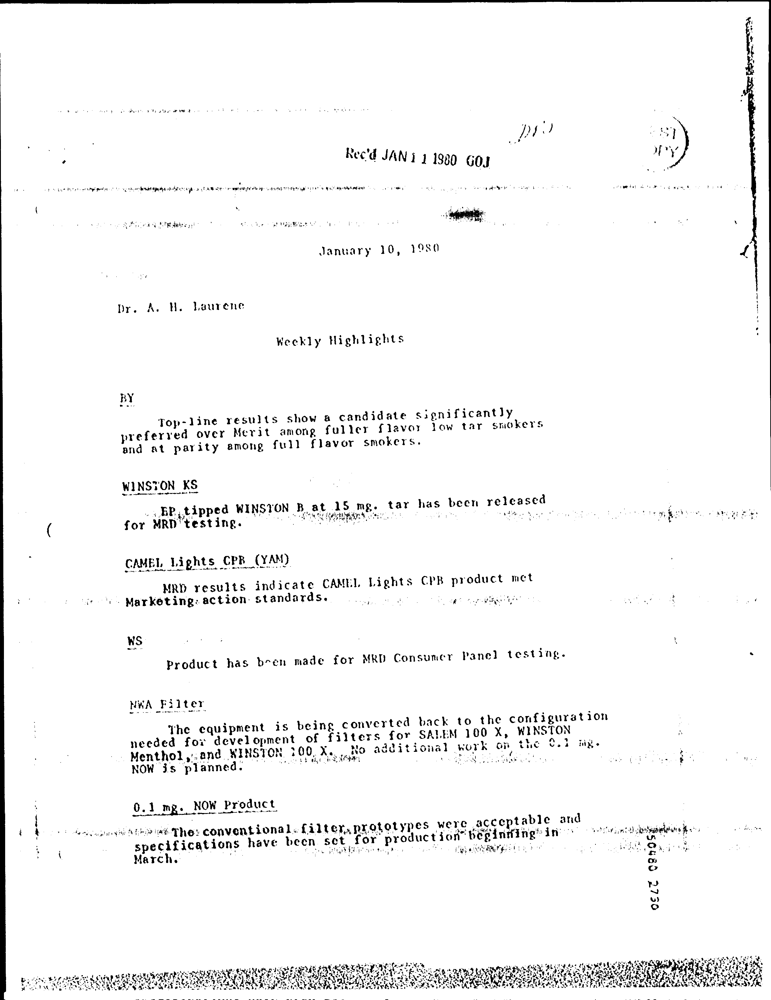 Rec'd JAN 11 1980 GOJ
January 10, 1980
Dr. A. H. Laurene
Weekly Highlights
BY
Top-line results show a candidate significantly
preferred over Merit among fuller flavor low tar smokers
and at parity among full flavor smokers.
WINSTON KS
EP tipped WINSTON B at 15 mg. tar has been released
for MRD testing.
CAMEL Lights CPB (YAM)
MRD results indicate CAMEL Lights CPB product met
Marketing action standards.
WS
Product has been made for MRD Consumer Panel testing.
NWA Filter
The equipment is being converted back to the configuration
needed for development of filters for SALEM 100 X, WINSTON
Menthol, and WINSTON 100 X. No additional work on the 0.1 mg.
NOW is planned.
0.1 mg. NOW Product
The conventional filter prototypes were acceptable and
specifications have been set for production beginning in
March.
50480 2730